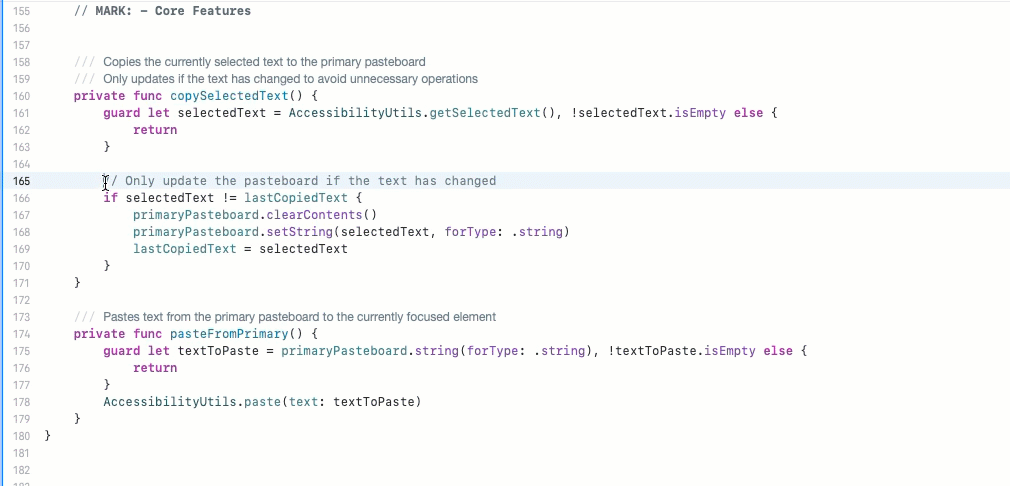 155 // MARK: - Core Features
156
157
158 /// Copies the currently selected text to the primary pasteboard
159 /// Only updates if the text has changed to avoid unnecessary operations
160 private func copySelectedText() {
161 guard let selectedText = AccessibilityUtils.getSelectedText(), !selectedText.isEmpty else {
162 return
163 }
164
165 // Only update the pasteboard if the text has changed
166 if selectedText != lastCopiedText {
167 primaryPasteboard.clearContents()
168 primaryPasteboard.setString(selectedText, forType: .string)
169 lastCopiedText = selectedText
170 }
171 }
172
173 /// Pastes text from the primary pasteboard to the currently focused element
174 private func pasteFromPrimary() {
175 guard let textToPaste = primaryPasteboard.string(forType: .string), !textToPaste.isEmpty else {
176 return
177 }
178 AccessibilityUtils.paste(text: textToPaste)
179 }
180 }
181
182